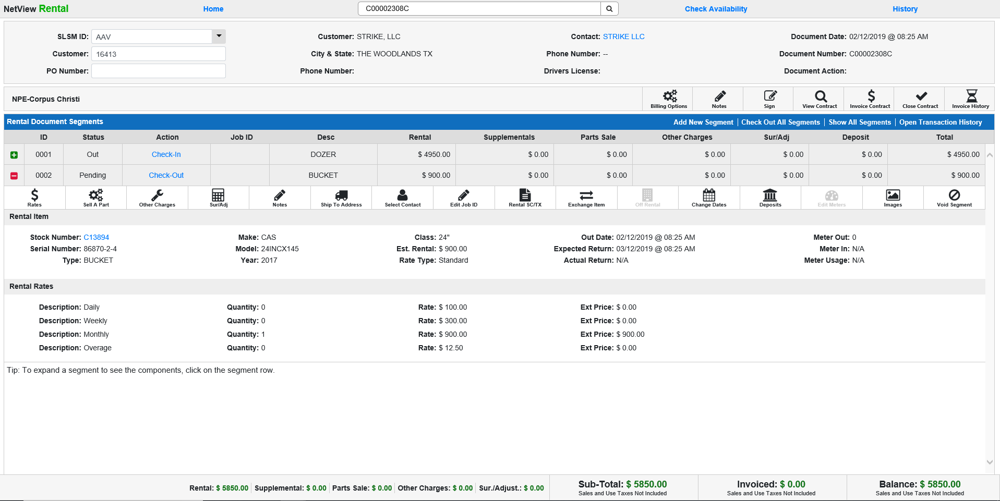 NetView Rental Home C00002308C Check Availability History
SLSM ID: AAV Customer: STRIKE, LLC Contact: STRIKE LLC Document Date: 02/12/2019 @ 08:25 AM
Customer: 16413 City & State: THE WOODLANDS TX Phone Number: -- Document Number: C00002308C
PO Number: Phone Number: Drivers License: Document Action:
NPE-Corpus Christi Billing Options Notes Sign View Contract Invoice Contract Close Contract Invoice History
Rental Document Segments Add New Segment | Check Out All Segments | Show All Segments | Open Transaction History
ID Status Action Job ID Desc Rental Supplementals Parts Sale Other Charges Sur/Adj Deposit Total
0001 Out Check-In DOZER $ 4950.00 $ 0.00 $ 0.00 $ 0.00 $ 0.00 $ 0.00 $ 4950.00
0002 Pending Check-Out BUCKET $ 900.00 $ 0.00 $ 0.00 $ 0.00 $ 0.00 $ 0.00 $ 900.00
Rates Sell A Part Other Charges Sur/Adj Notes Ship To Address Select Contact Edit Job ID Rental SC/TX Exchange Item Off Rental Change Dates Deposits Edit Meters Images Void Segment
Rental Item
Stock Number: C13894 Make: CAS Class: 24" Out Date: 02/12/2019 @ 08:25 AM Meter Out: 0
Serial Number: 86870-2-4 Model: 24INCX145 Est. Rental: $ 900.00 Expected Return: 03/12/2019 @ 08:25 AM Meter In: N/A
Type: BUCKET Year: 2017 Rate Type: Standard Actual Return: N/A Meter Usage: N/A
Rental Rates
Description: Daily Quantity: 0 Rate: $ 100.00 Ext Price: $ 0.00
Description: Weekly Quantity: 0 Rate: $ 300.00 Ext Price: $ 0.00
Description: Monthly Quantity: 1 Rate: $ 900.00 Ext Price: $ 900.00
Description: Overage Quantity: 0 Rate: $ 12.50 Ext Price: $ 0.00
Tip: To expand a segment to see the components, click on the segment row.
Rental: $ 5850.00 Supplemental: $ 0.00 Parts Sale: $ 0.00 Other Charges: $ 0.00 Sur./Adjust.: $ 0.00 Sub-Total: $ 5850.00 Invoiced: $ 0.00 Balance: $ 5850.00
Sales and Use Taxes Not Included Sales and Use Taxes Not Included Sales and Use Taxes Not Included